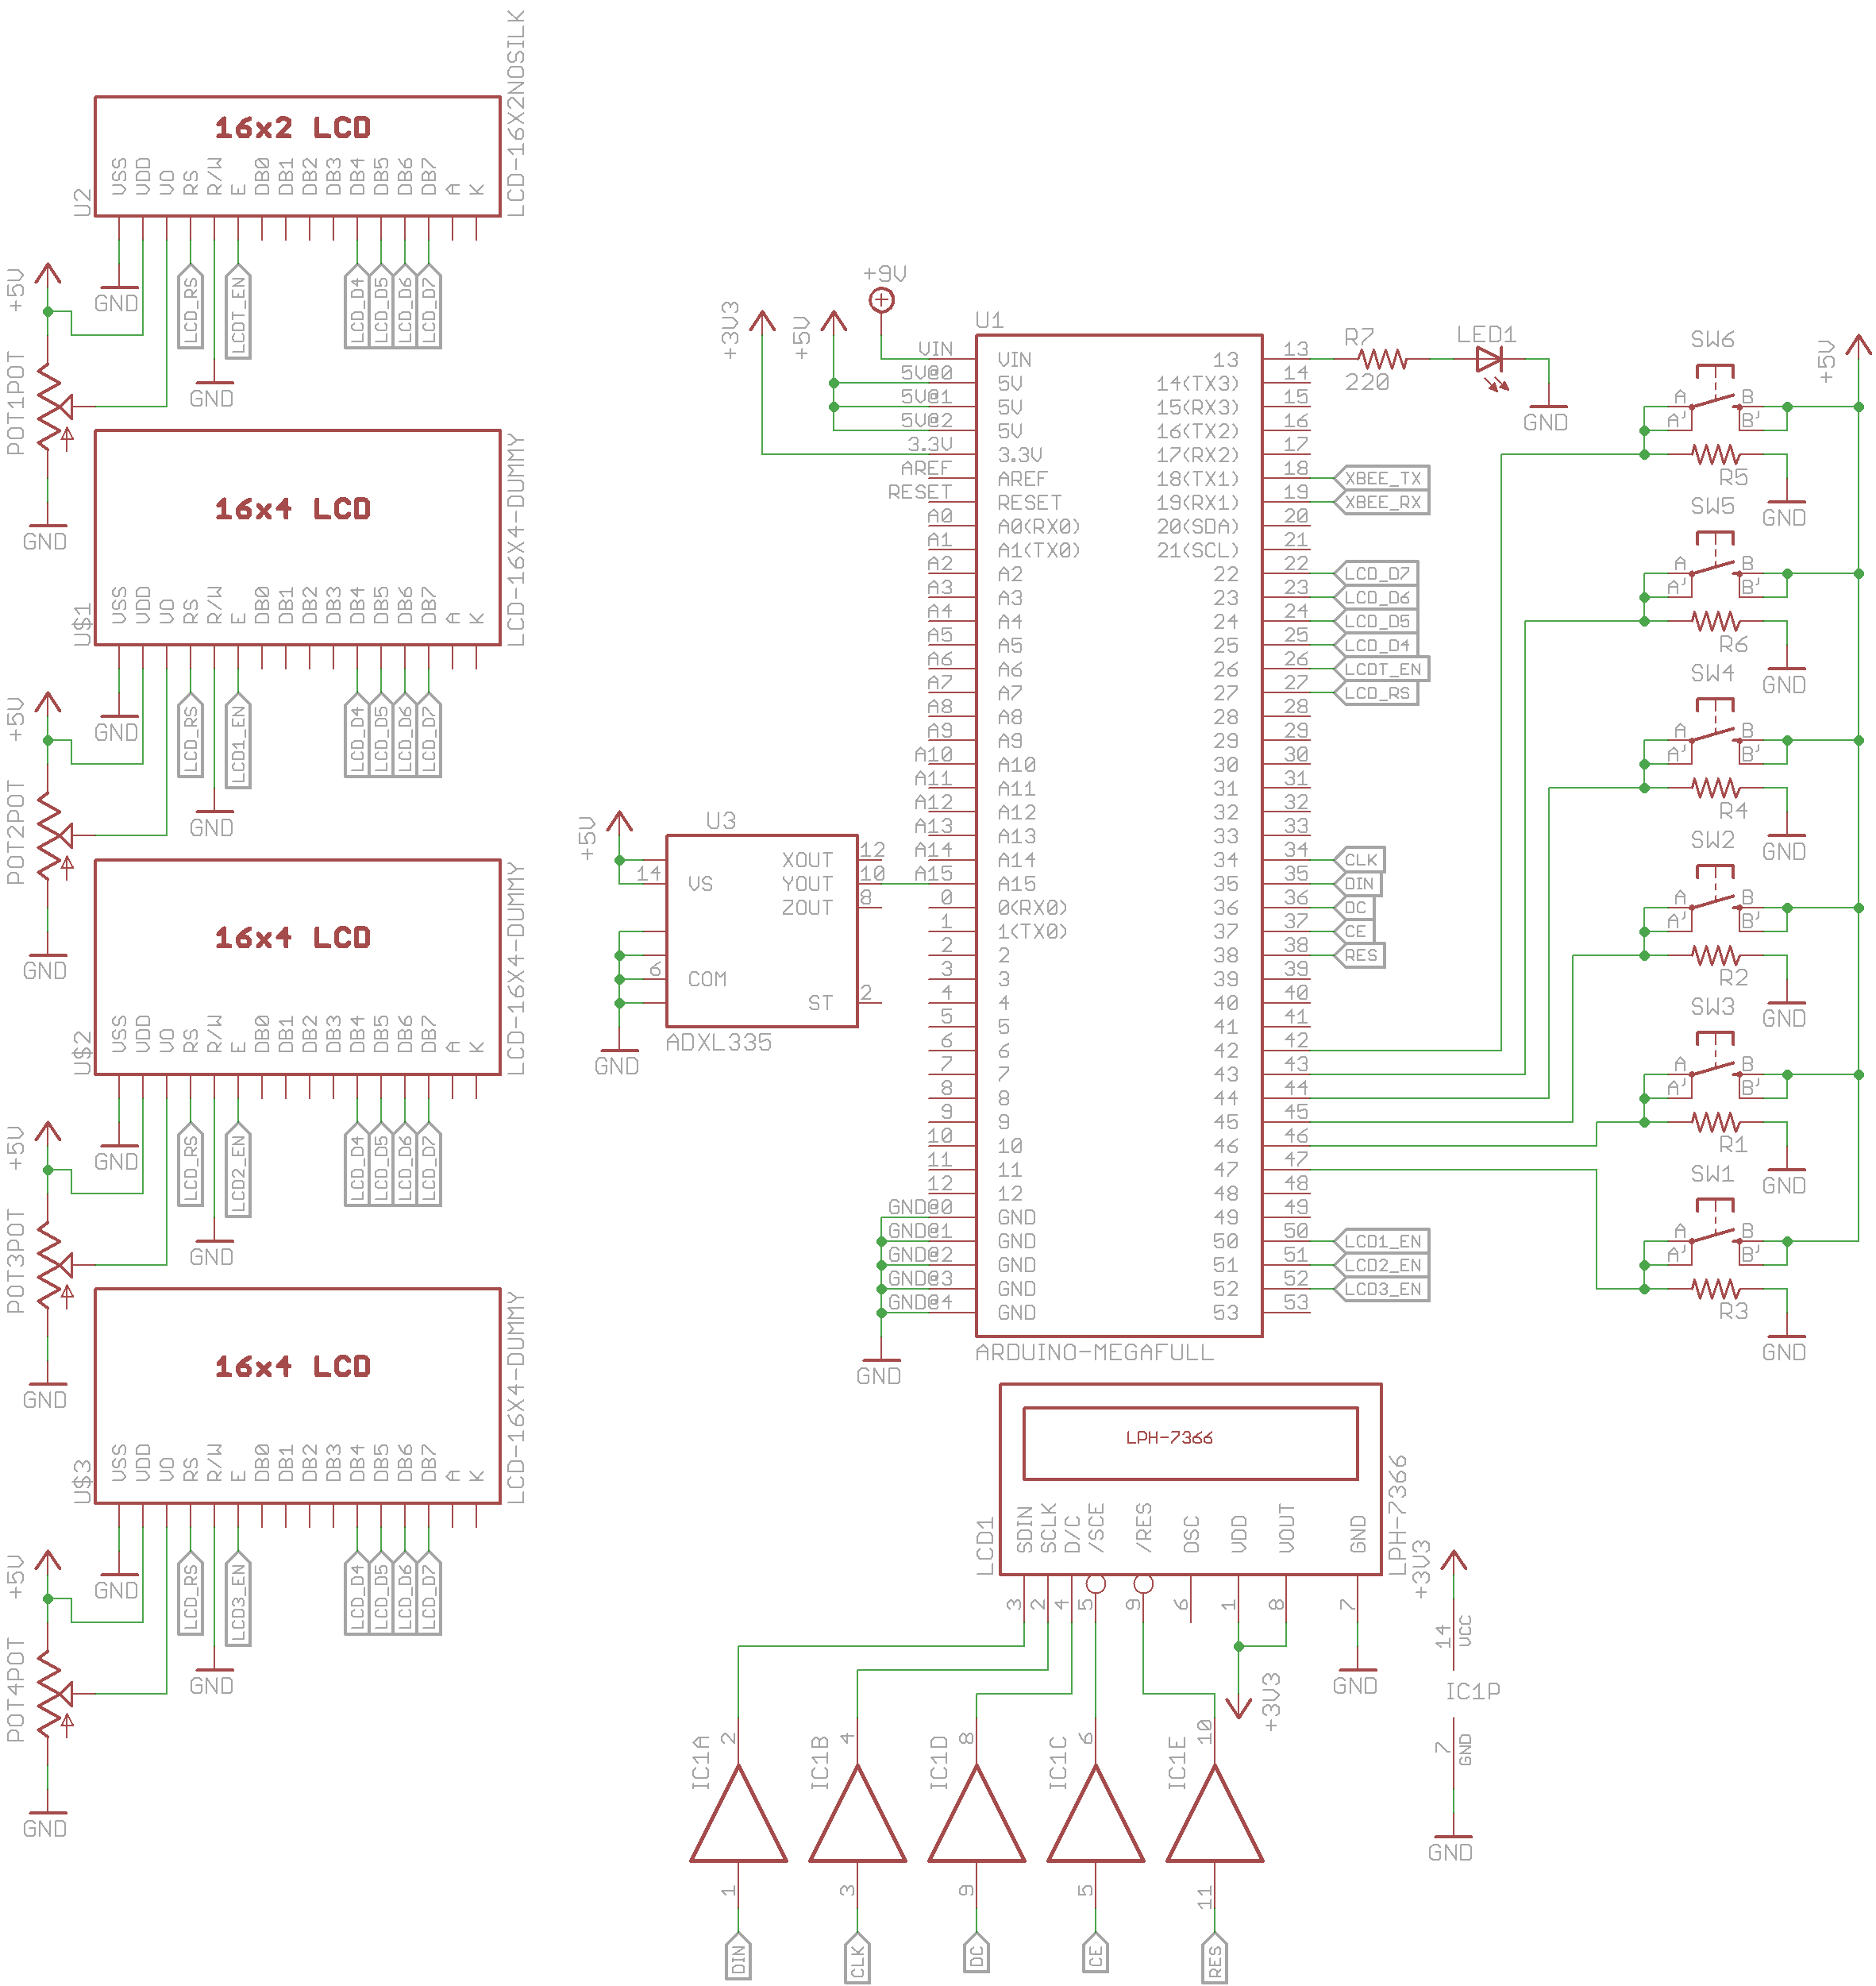 LCD-16X2NOSILK
16x2 LCD
VSS VDD VO RS R/W E DB0 DB1 DB2 DB3 DB4 DB5 DB6 DB7 A K
U2
+5V
GND
LCD_RS
LCDT_EN
LCD_D4
LCD_D5
LCD_D6
LCD_D7
GND
POT1POT
GND
LCD-16X4-DUMMY
16x4 LCD
VSS VDD VO RS R/W E DB0 DB1 DB2 DB3 DB4 DB5 DB6 DB7 A K
U$1
+5V
GND
LCD_RS
LCD1_EN
LCD_D4
LCD_D5
LCD_D6
LCD_D7
GND
POT2POT
GND
LCD-16X4-DUMMY
16x4 LCD
VSS VDD VO RS R/W E DB0 DB1 DB2 DB3 DB4 DB5 DB6 DB7 A K
U$2
+5V
GND
LCD_RS
LCD2_EN
LCD_D4
LCD_D5
LCD_D6
LCD_D7
GND
POT3POT
GND
LCD-16X4-DUMMY
16x4 LCD
VSS VDD VO RS R/W E DB0 DB1 DB2 DB3 DB4 DB5 DB6 DB7 A K
U$3
+5V
GND
LCD_RS
LCD3_EN
LCD_D4
LCD_D5
LCD_D6
LCD_D7
GND
POT4POT
GND
+9V
+3V3
+5V
U1
VIN VIN 13 13
5V@0 5V 14(TX3) 14
5V@1 5V 15(RX3) 15
5V@2 5V 16(TX2) 16
3.3V 3.3V 17(RX2) 17
AREF AREF 18(TX1) 18 XBEE_TX
RESET RESET 19(RX1) 19 XBEE_RX
A0 A0(RX0) 20(SDA) 20
A1 A1(TX0) 21(SCL) 21
A2 A2 22 22 LCD_D7
A3 A3 23 23 LCD_D6
A4 A4 24 24 LCD_D5
A5 A5 25 25 LCD_D4
A6 A6 26 26 LCDT_EN
A7 A7 27 27 LCD_RS
A8 A8 28 28
A9 A9 29 29
A10 A10 30 30
A11 A11 31 31
A12 A12 32 32
A13 A13 33 33
A14 A14 34 34 CLK
A15 A15 35 35 DIN
0 0(RX0) 36 36 DC
1 1(TX0) 37 37 CE
2 2 38 38 RES
3 3 39 39
4 4 40 40
5 5 41 41
6 6 42 42
7 7 43 43
8 8 44 44
9 9 45 45
10 10 46 46
11 11 47 47
12 12 48 48
GND@0 GND 49 49
GND@1 GND 50 50 LCD1_EN
GND@2 GND 51 51 LCD2_EN
GND@3 GND 52 52 LCD3_EN
GND@4 GND 53 53
ARDUINO-MEGAFULL
GND
R7
220
LED1
GND
+5V
U3
XOUT 12
14 VS YOUT 10
ZOUT 8
6 COM
ST 2
ADXL335
GND
+5V
SW6
A B
A' B'
R5
GND
SW5
A B
A' B'
R6
GND
SW4
A B
A' B'
R4
GND
SW2
A B
A' B'
R2
GND
SW3
A B
A' B'
R1
GND
SW1
A B
A' B'
R3
GND
LPH-7366
LCD1
LPH-7366
SDIN SCLK D/C /SCE /RES OSC VDD VOUT GND
3 2 4 5 9 6 1 8 7
+3V3
GND
+3V3
14 VCC
IC1P
7 GND
GND
IC1A 2
IC1B 4
IC1D 8
IC1C 6
IC1E 10
1 3 9 5 11
DIN CLK DC CE RES